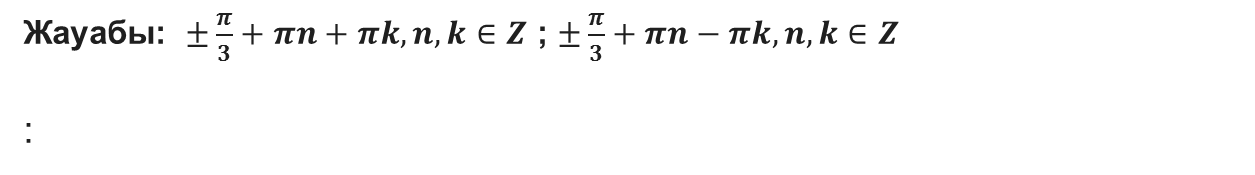 Жауабы: ± π/3 + πn + πk, n, k ∈ Z ; ± π/3 + πn − πk, n, k ∈ Z
: